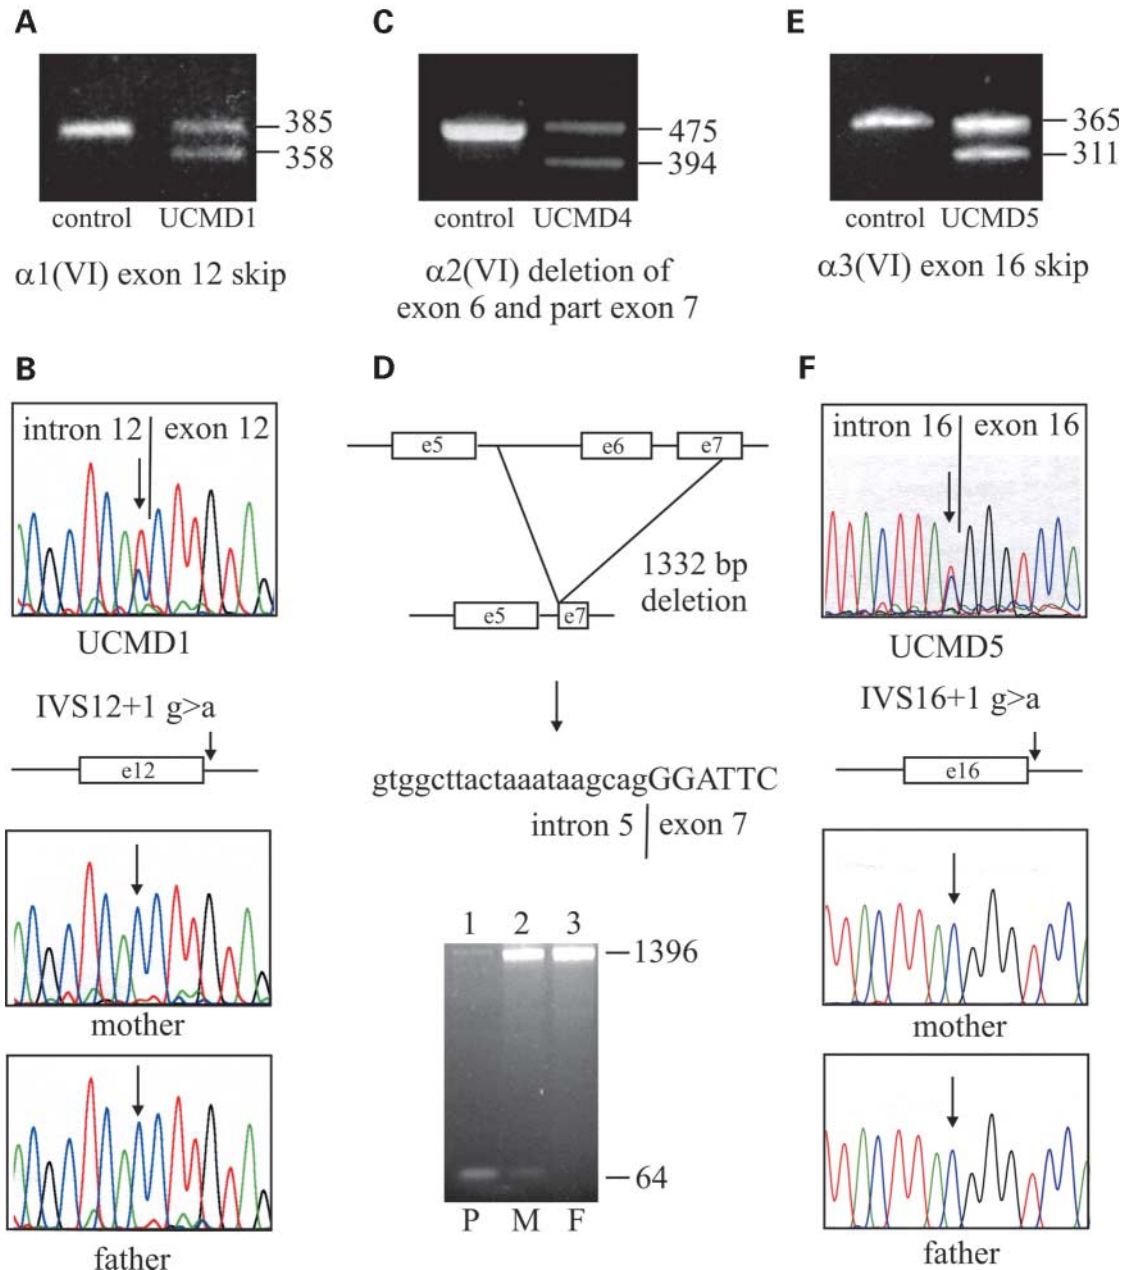 A
385
358
control UCMD1
α1(VI) exon 12 skip
C
475
394
control UCMD4
α2(VI) deletion of
exon 6 and part exon 7
E
365
311
control UCMD5
α3(VI) exon 16 skip
B
intron 12 exon 12
UCMD1
IVS12+1 g>a
e12
mother
father
D
e5 e6 e7
1332 bp
deletion
e5 e7
gtggcttactaaataagcagGGATTC
intron 5 exon 7
1 2 3
1396
64
P M F
F
intron 16 exon 16
UCMD5
IVS16+1 g>a
e16
mother
father